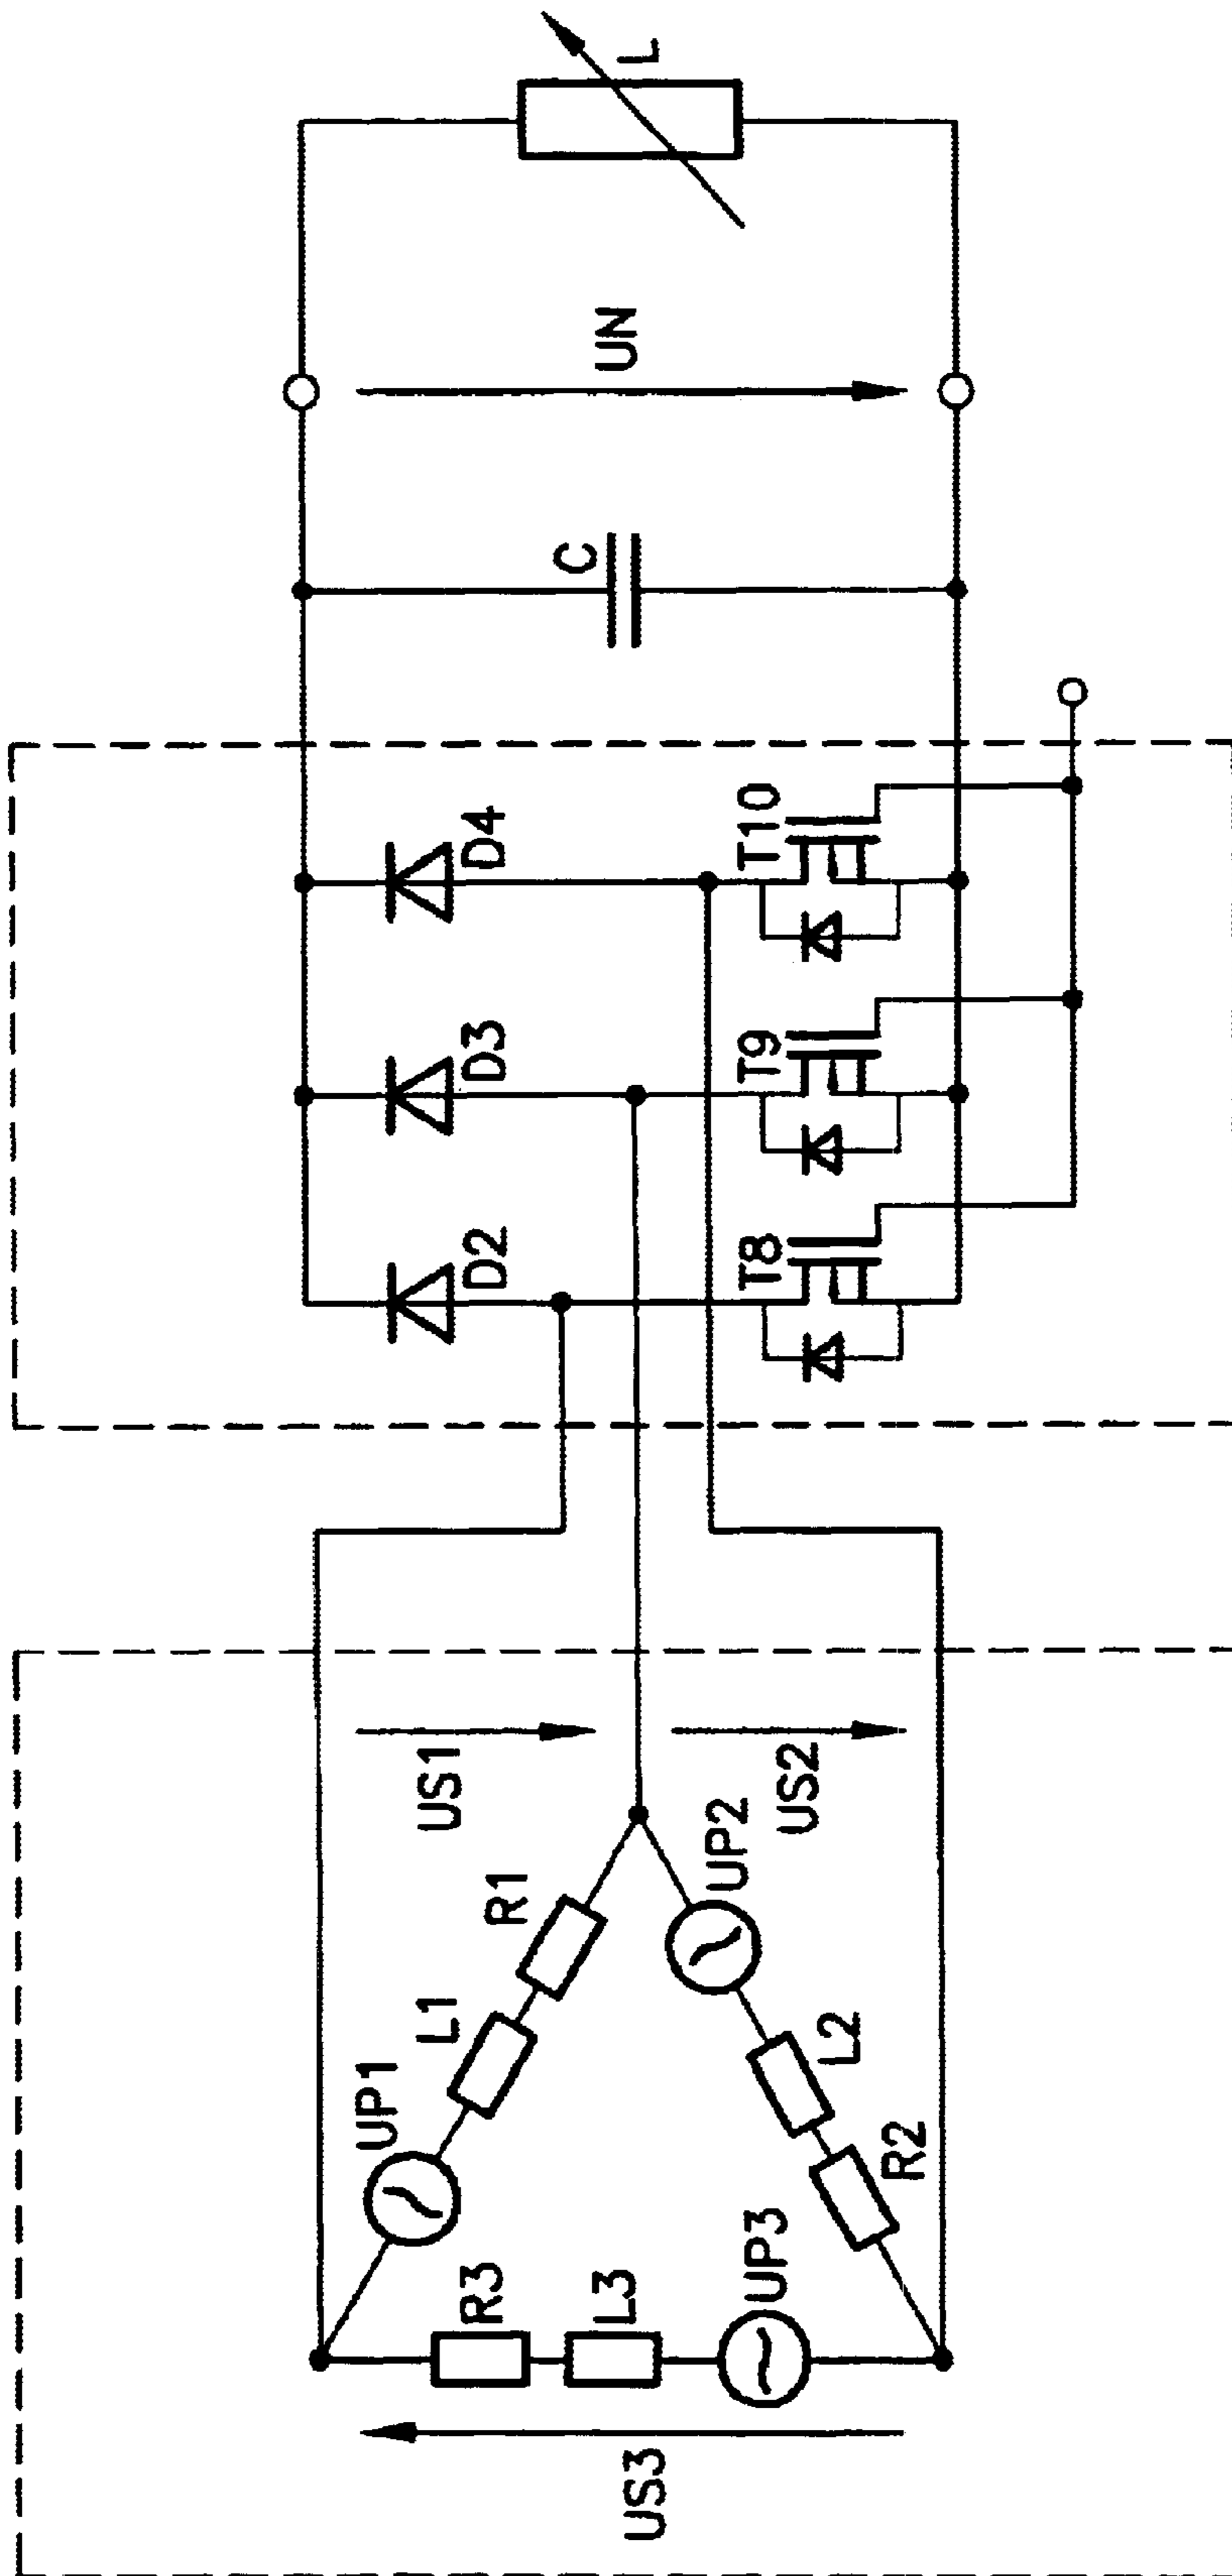 L
UN
C
D4
T10
D3
T9
D2
T8
US1
US2
UP2
R1
L1
L2
UP1
R2
R3
L3
UP3
US3